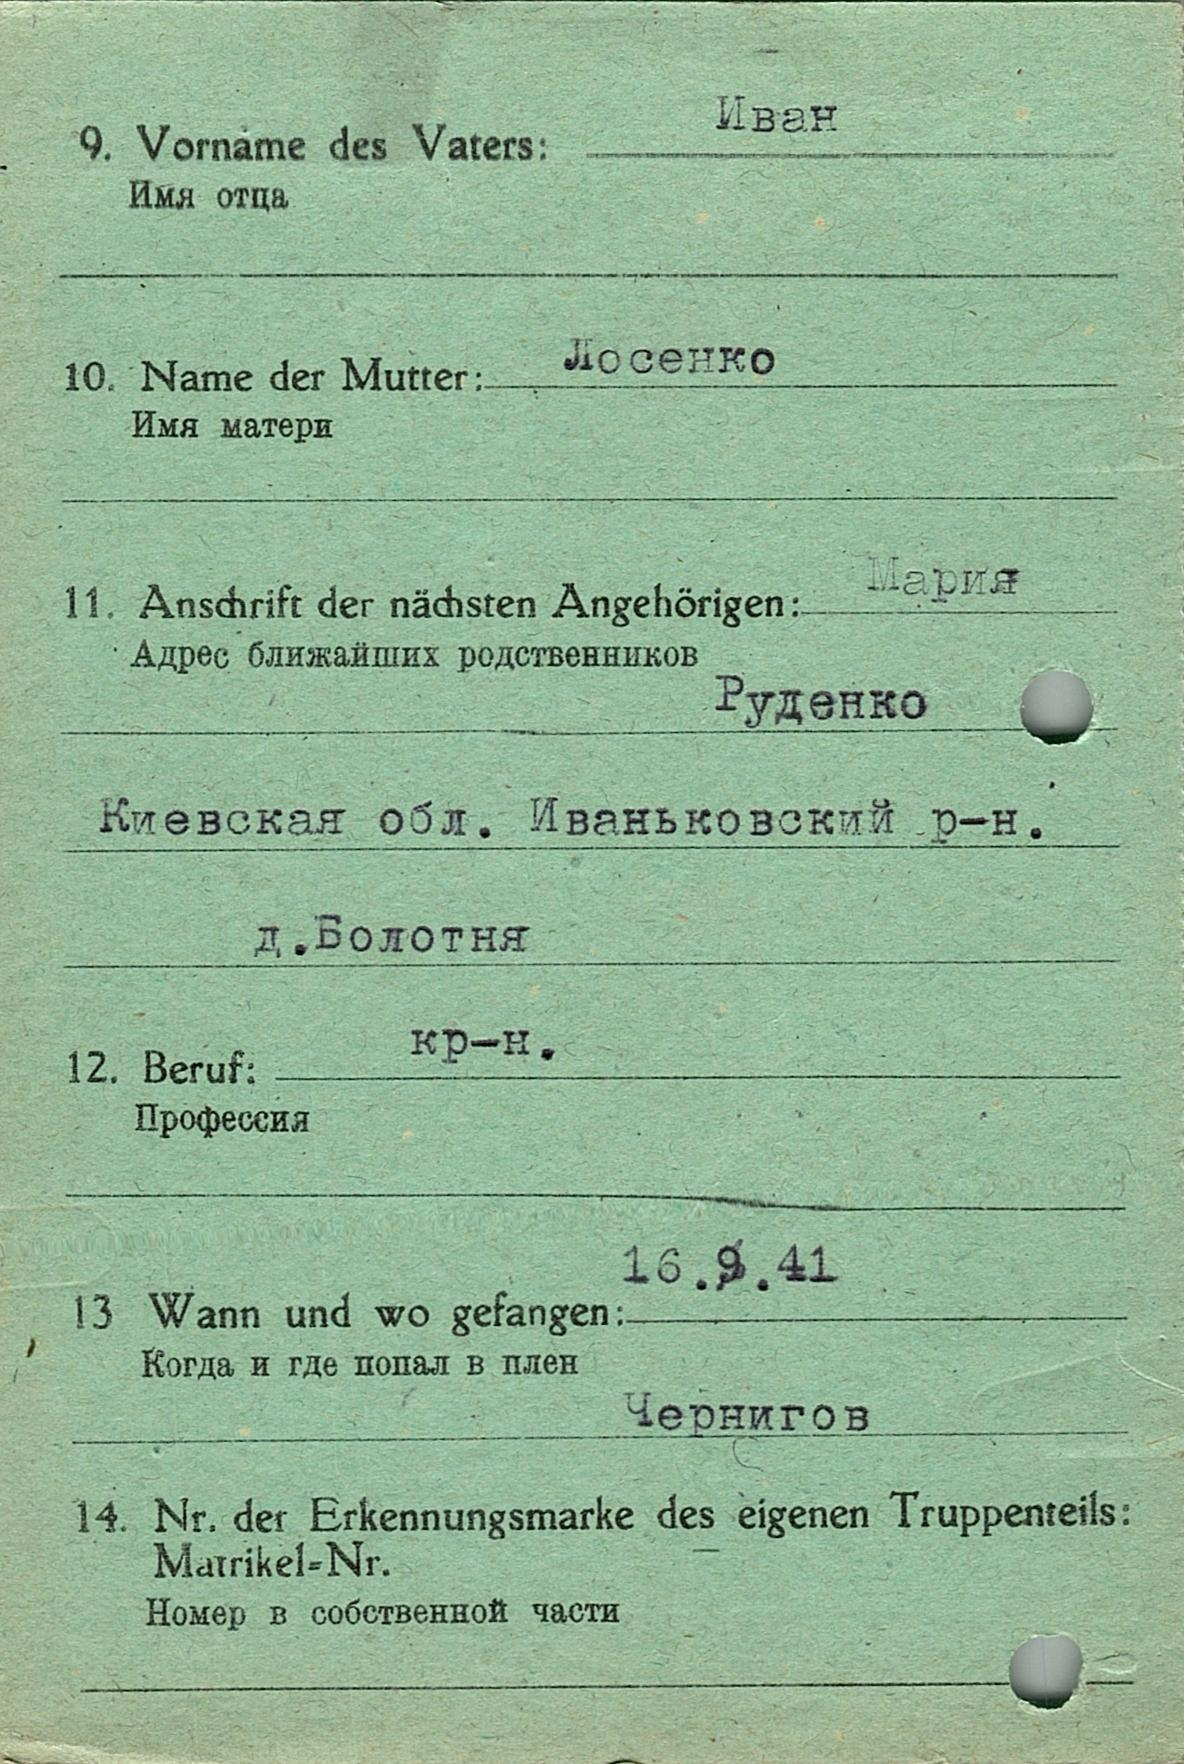 Иван
9. Vorname des Vaters:
Имя отца
Лосенко
10. Name der Mutter:
Имя матери
Мария
11. Anschrift der nächsten Angehörigen:
Адрес ближайших родственников
Руденко
Киевская обл. Иваньковский р-н.
д.Болотня
кр-н.
12. Beruf:
Профессия
16.9.41
13 Wann und wo gefangen:
Когда и где попал в плен
Чернигов
14. Nr. der Erkennungsmarke des eigenen Truppenteils:
Matrikel-Nr.
Номер в собственной части